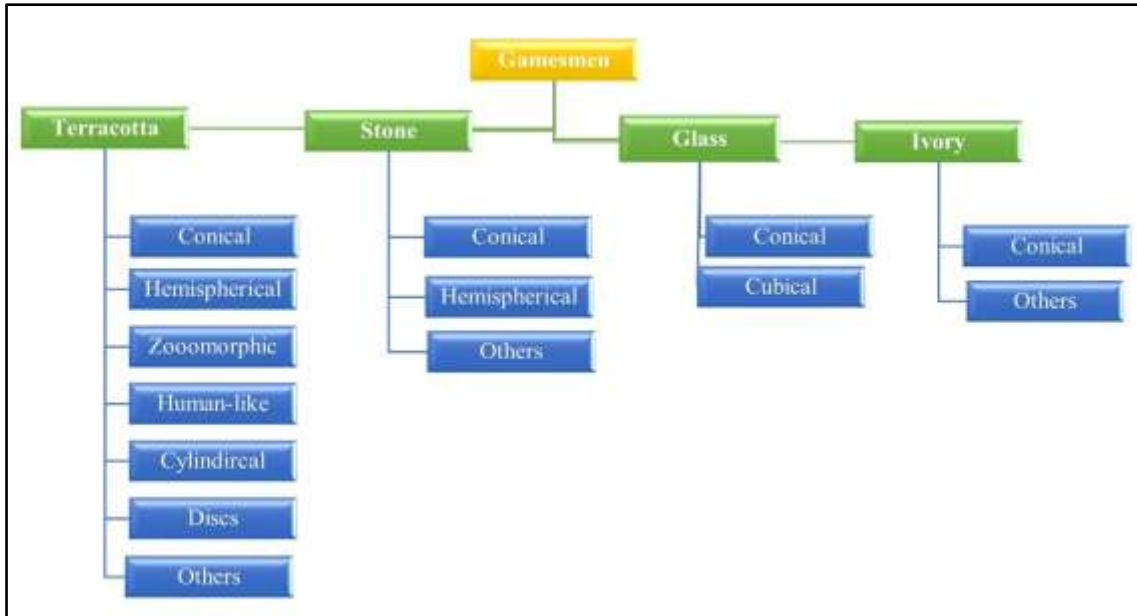 Gamesmen
Terracotta
Conical
Hemispherical
Zooomorphic
Human-like
Cylindircal
Discs
Others
Stone
Conical
Hemispherical
Others
Glass
Conical
Cubical
Ivory
Conical
Others